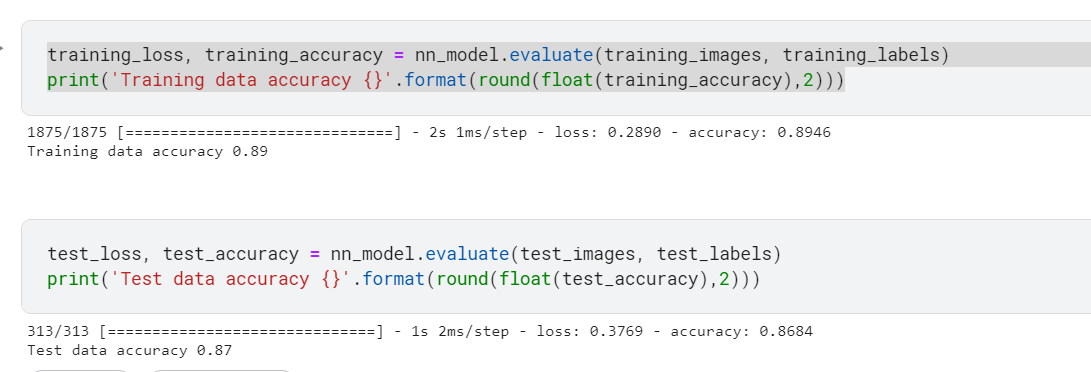 training_loss, training_accuracy = nn_model.evaluate(training_images, training_labels)
print('Training data accuracy {}'.format(round(float(training_accuracy),2)))
1875/1875 [==============================] - 2s 1ms/step - loss: 0.2890 - accuracy: 0.8946
Training data accuracy 0.89
test_loss, test_accuracy = nn_model.evaluate(test_images, test_labels)
print('Test data accuracy {}'.format(round(float(test_accuracy),2)))
313/313 [==============================] - 1s 2ms/step - loss: 0.3769 - accuracy: 0.8684
Test data accuracy 0.87